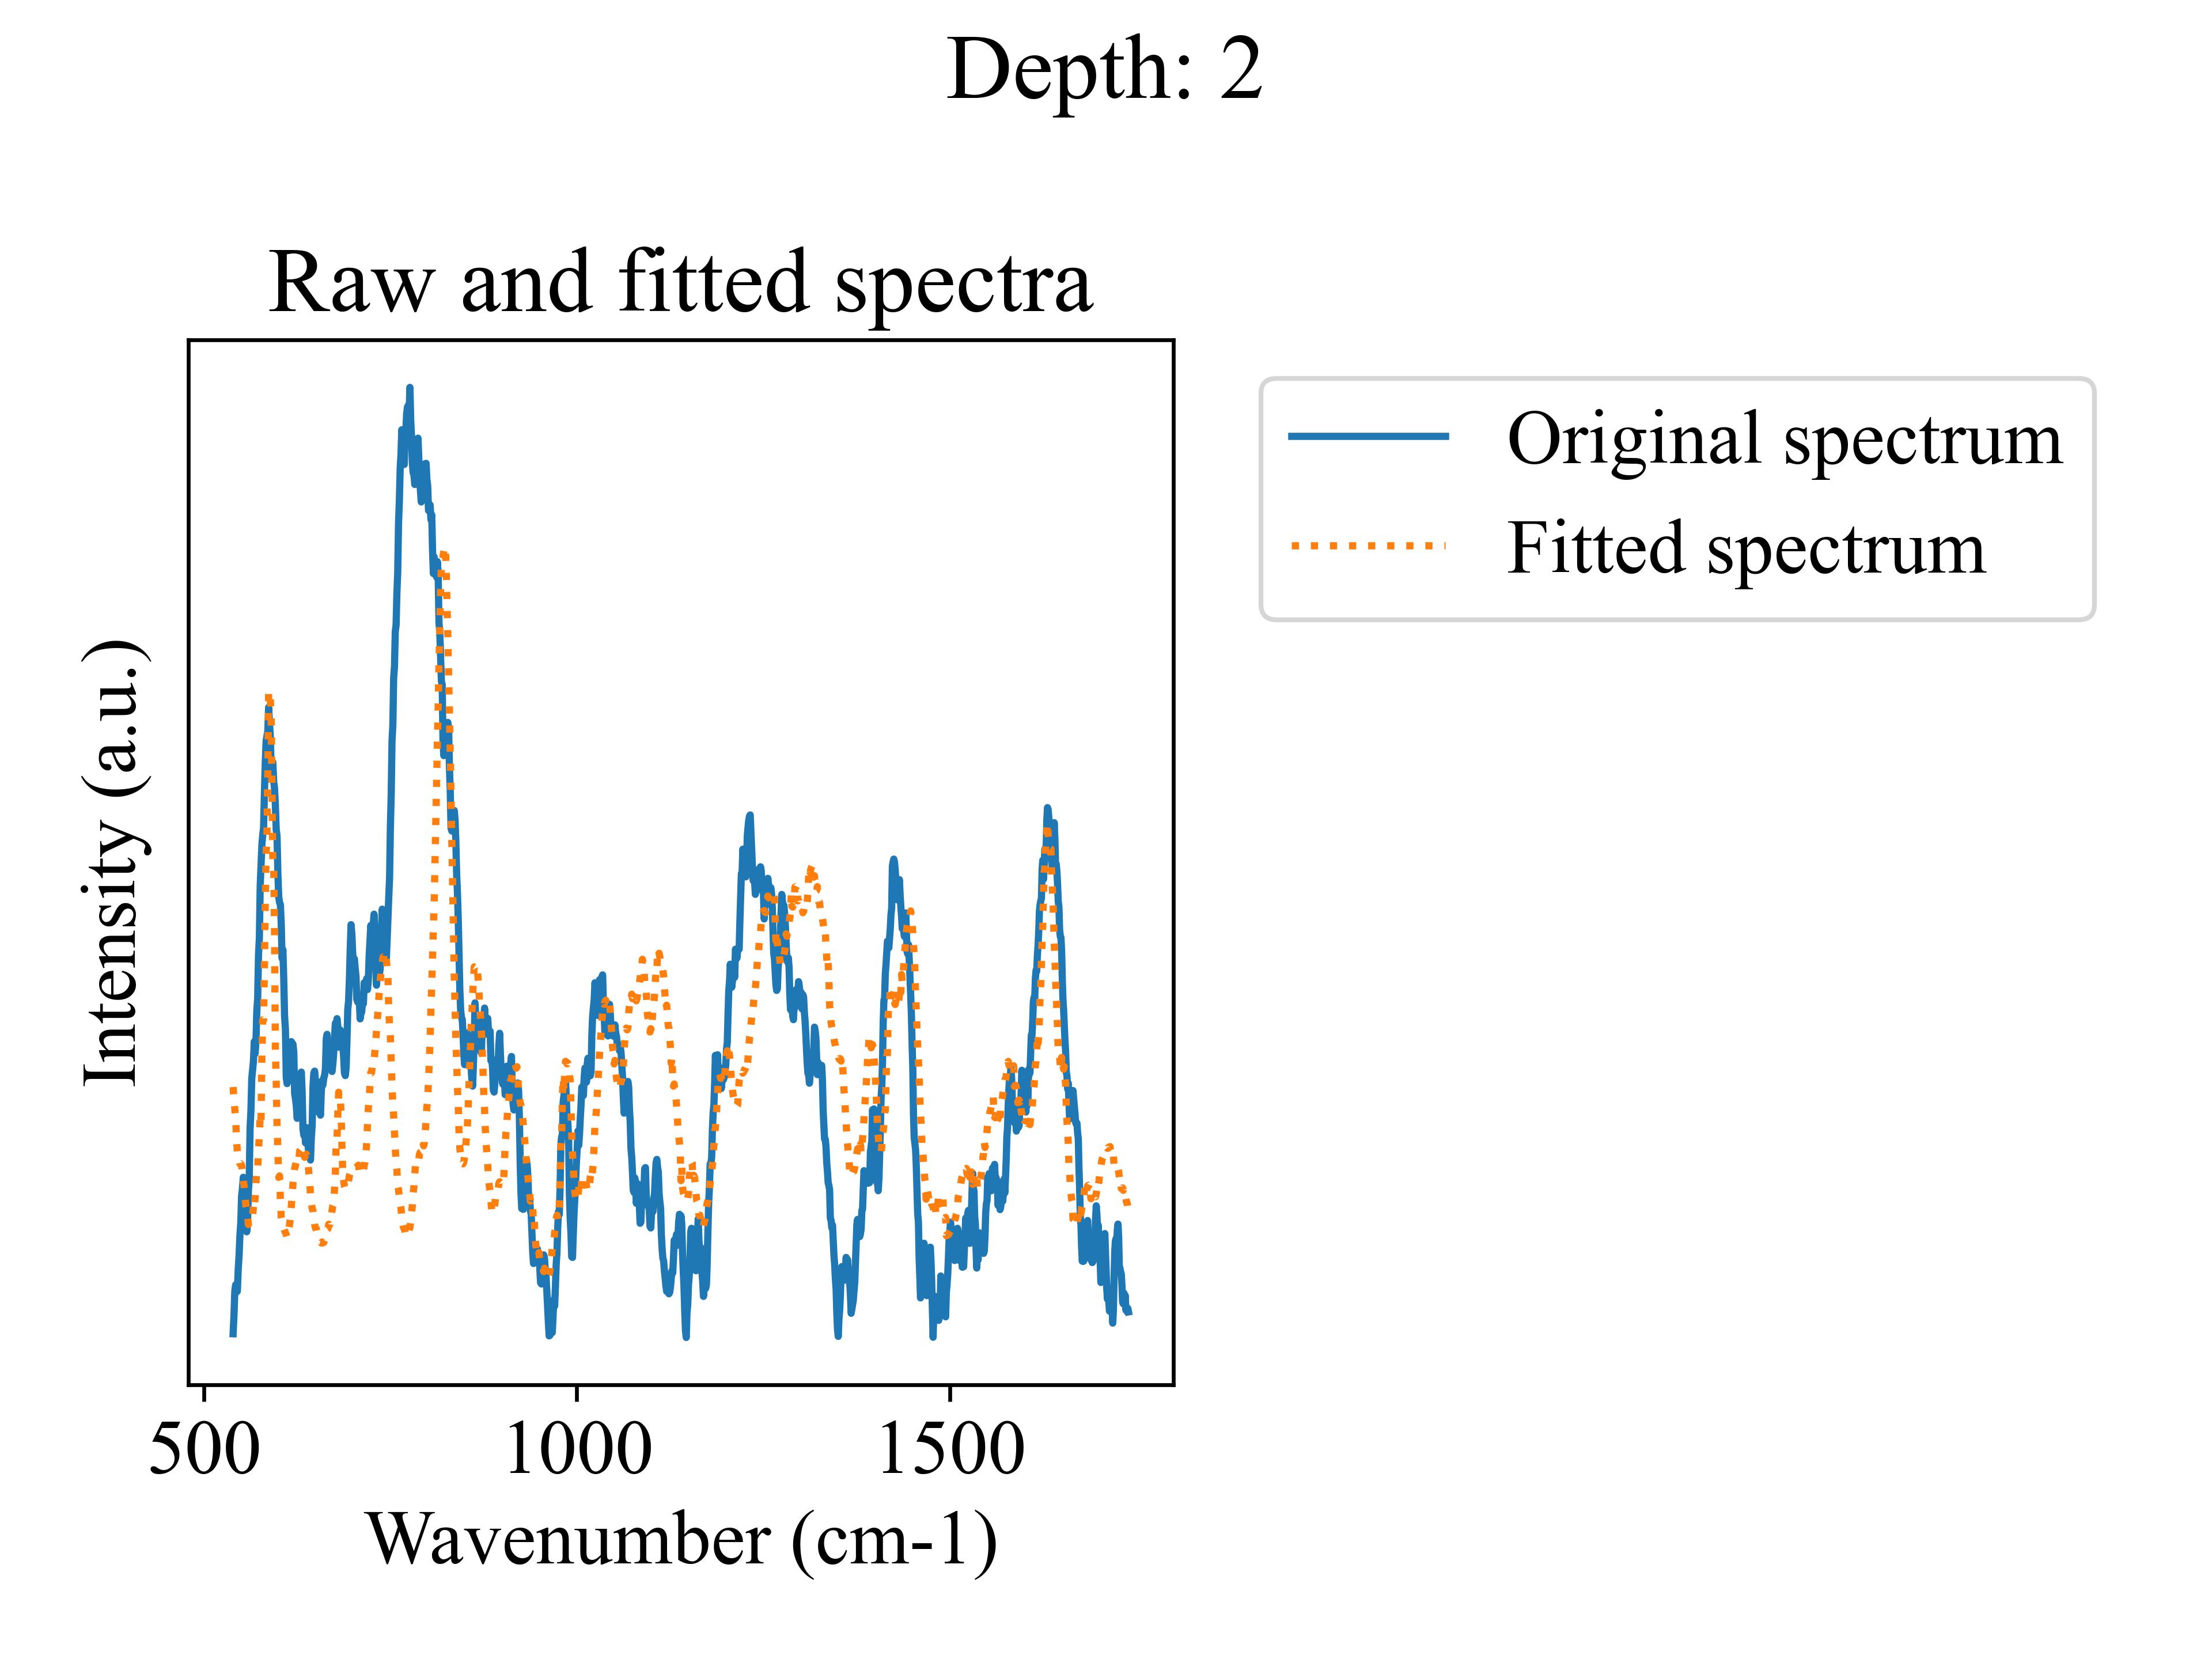 Depth: 2
Raw and fitted spectra
Original spectrum
Fitted spectrum
Intensity (a.u.)
500 1000 1500
Wavenumber (cm-1)